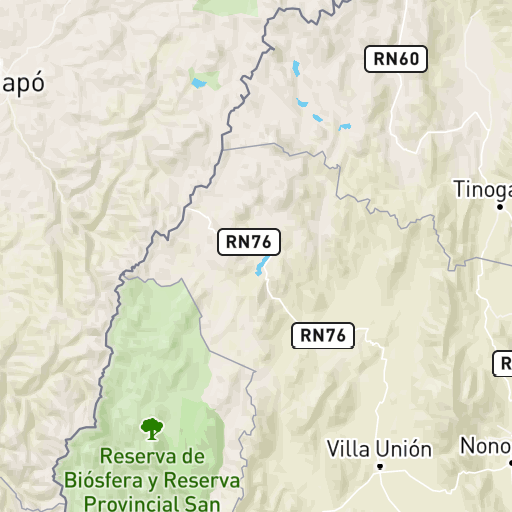 RN60
apó
Tinoga
RN76
RN76
R
Villa Unión
Nono
Reserva de
Biósfera y Reserva
Provincial San